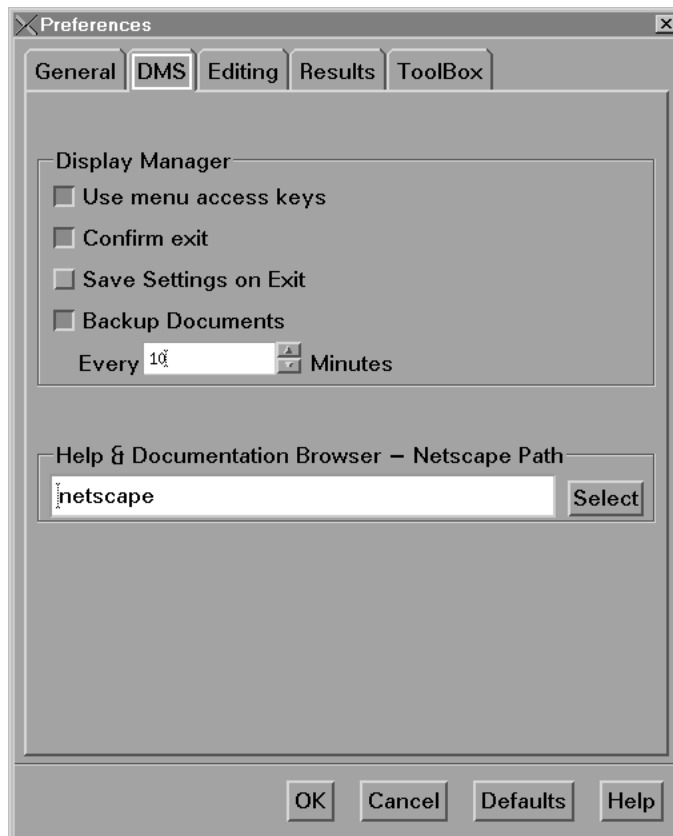 Preferences
General DMS Editing Results ToolBox
Display Manager
Use menu access keys
Confirm exit
Save Settings on Exit
Backup Documents
Every 10 Minutes
Help & Documentation Browser – Netscape Path
netscape Select
OK Cancel Defaults Help